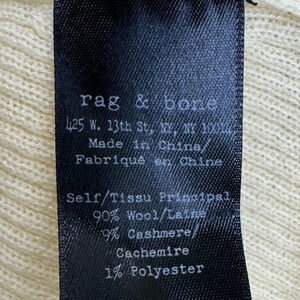 rag & bone
425 W. 13th St, NY, NY 10014
Made in China/
Fabriqué en Chine
Self/Tissu Principal
90% Wool/Laine
9% Cashmere/
Cachemire
1% Polyester